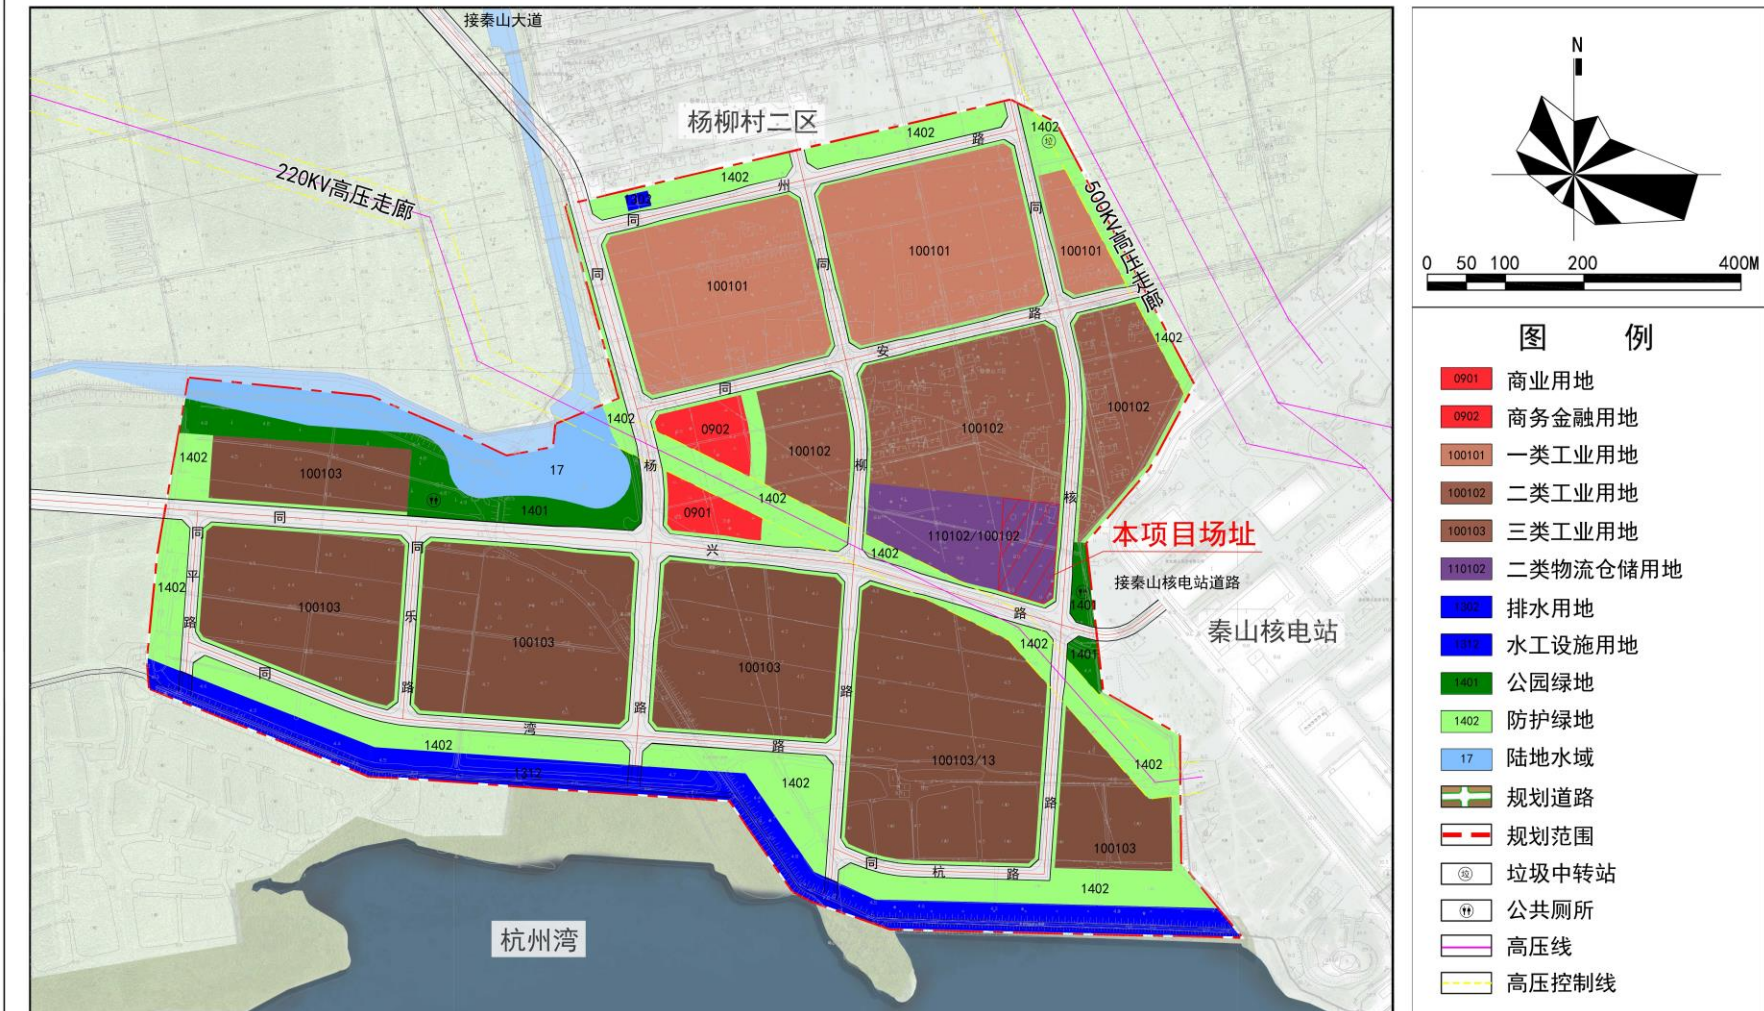 接秦山大道
杨柳村二区
220KV高压走廊
500KV高压走廊
1402
1402
1402
同州路
100101
100101
100101
同
同
同
同安路
1402
1402
0902
100102
100102
100102
杨
柳
核
1402
100103
17
1401
0901
1402
110102/100102
本项目场址
接秦山核电站道路
秦山核电站
同
兴
路
1402
1401
1402
1401
同平路
1402
100103
同乐路
100103
路
100103
路
100103/13
路
1402
100103
同
湾
路
1402
1312
1402
同杭路
1402
杭州湾
N
0 50 100 200 400M
图 例
0901 商业用地
0902 商务金融用地
100101 一类工业用地
100102 二类工业用地
100103 三类工业用地
110102 二类物流仓储用地
1302 排水用地
1312 水工设施用地
1401 公园绿地
1402 防护绿地
17 陆地水域
规划道路
规划范围
垃 垃圾中转站
公共厕所
高压线
高压控制线